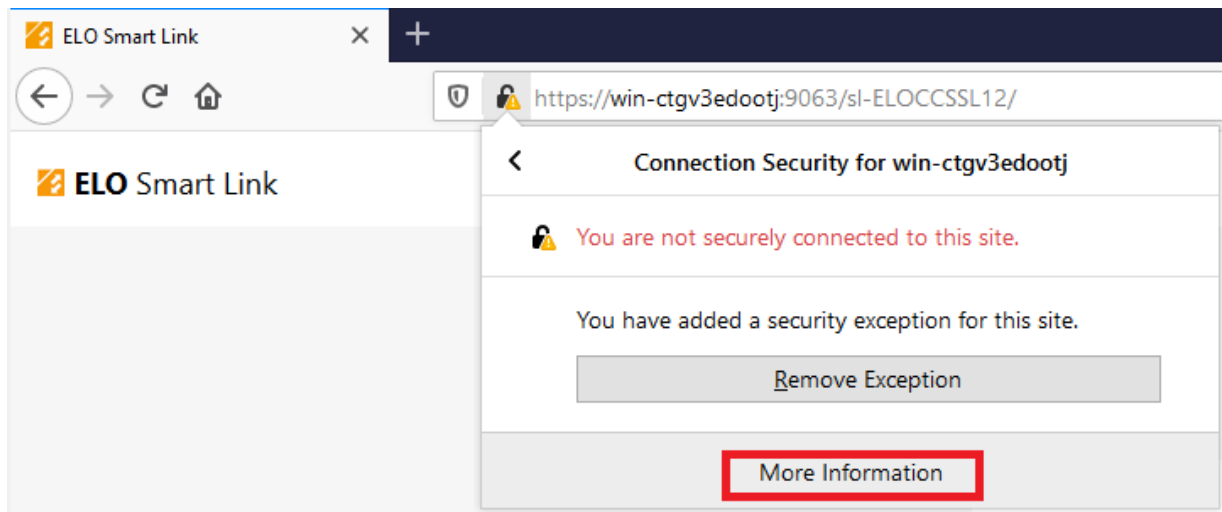 ELO Smart Link
https://win-ctgv3edootj:9063/sl-ELOCCSSL12/
ELO Smart Link
Connection Security for win-ctgv3edootj
You are not securely connected to this site.
You have added a security exception for this site.
Remove Exception
More Information